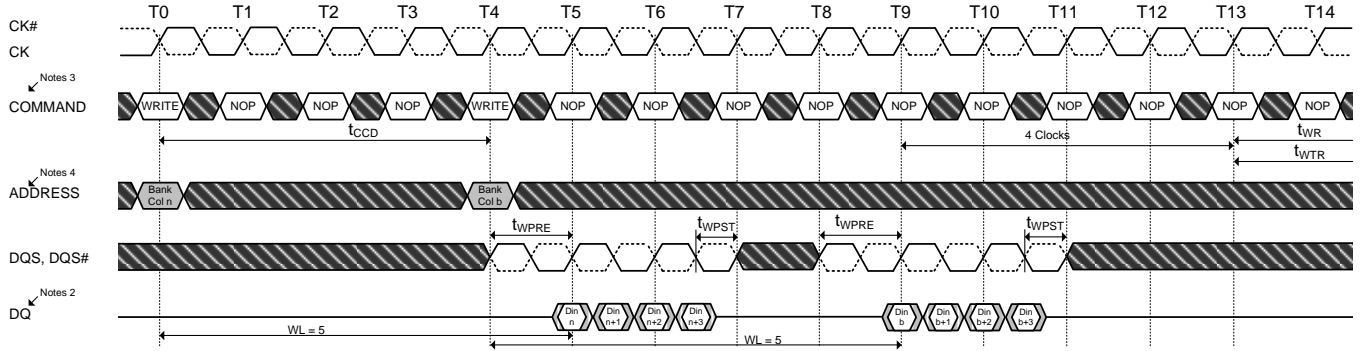 T0 T1 T2 T3 T4 T5 T6 T7 T8 T9 T10 T11 T12 T13 T14
CK#
CK
Notes 3
COMMAND WRITE NOP NOP NOP WRITE NOP NOP NOP NOP NOP NOP NOP NOP NOP NOP
tCCD 4 Clocks tWR
tWTR
Notes 4
ADDRESS Bank Col n Bank Col b
tWPRE tWPST tWPRE tWPST
DQS, DQS#
Notes 2
DQ Din n Din n+1 Din n+2 Din n+3 Din b Din b+1 Din b+2 Din b+3
WL = 5 WL = 5